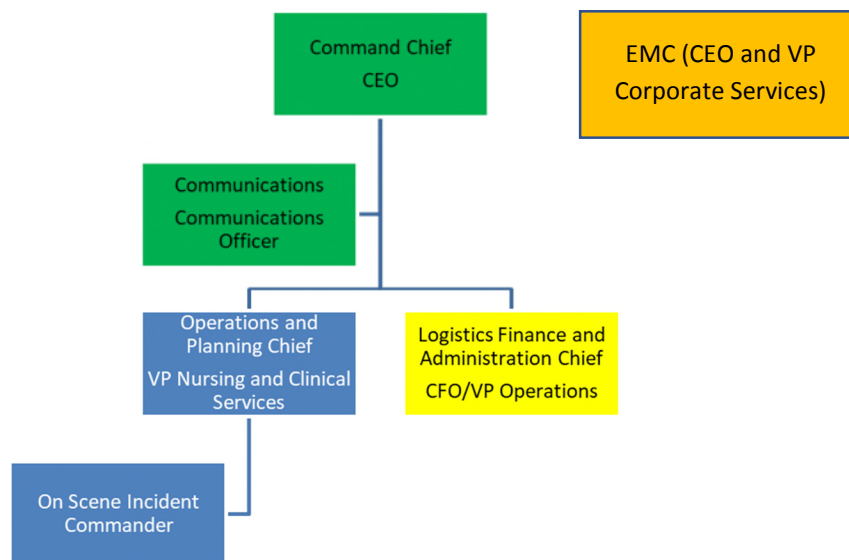 Command Chief
CEO
EMC (CEO and VP
Corporate Services)
Communications
Communications
Officer
Operations and
Planning Chief
VP Nursing and Clinical
Services
Logistics Finance and
Administration Chief
CFO/VP Operations
On Scene Incident
Commander